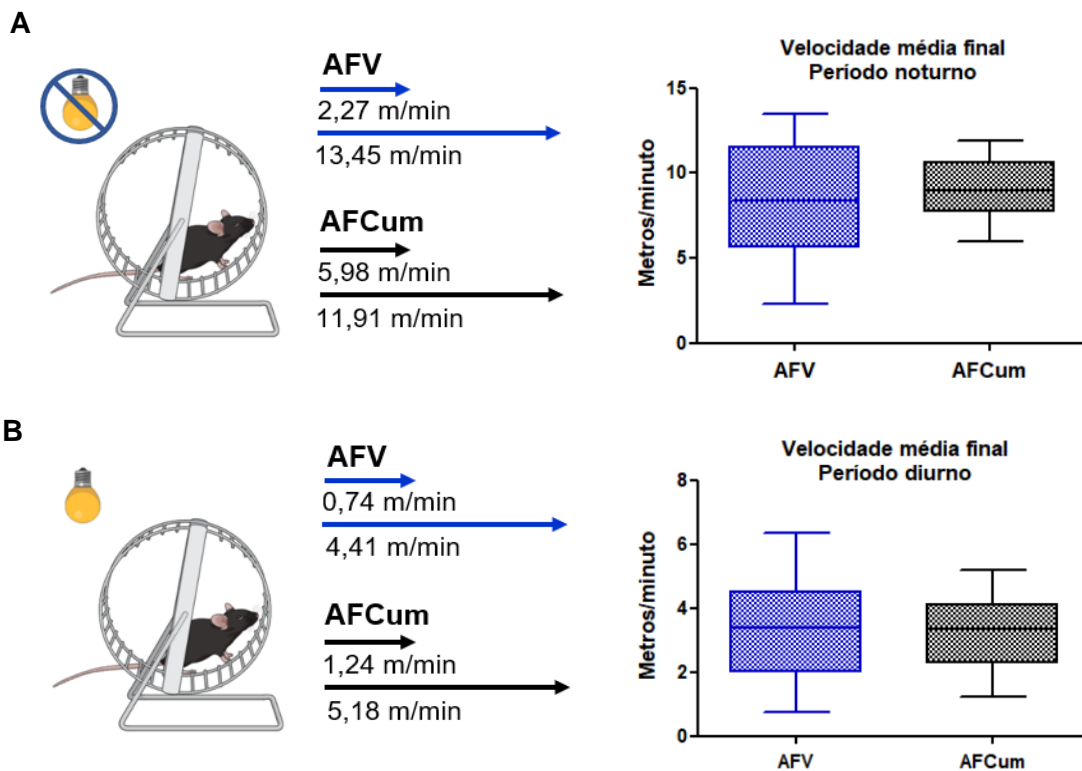 A
AFV
2,27 m/min
13,45 m/min
AFCum
5,98 m/min
11,91 m/min
Velocidade média final
Período noturno
Metros/minuto
15
10
5
0
AFV
AFCum
B
AFV
0,74 m/min
4,41 m/min
AFCum
1,24 m/min
5,18 m/min
Velocidade média final
Período diurno
Metros/minuto
8
6
4
2
0
AFV
AFCum